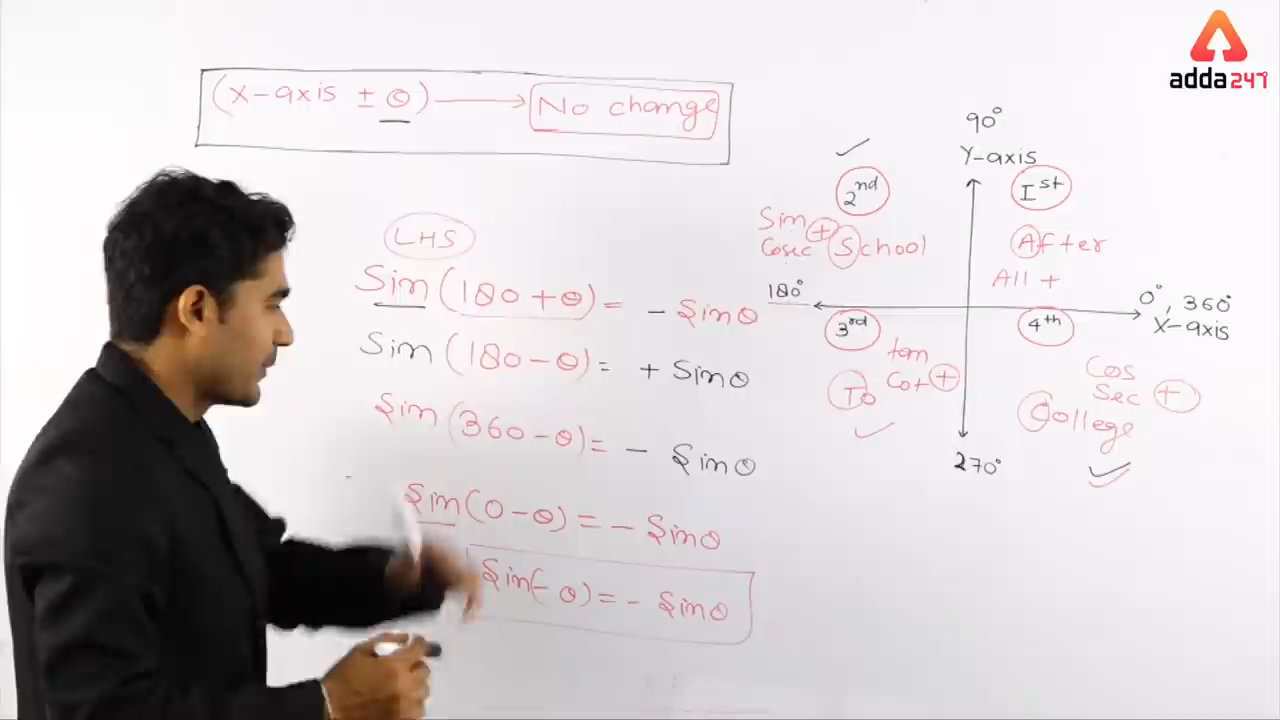 adda247
(x-axis ± θ) → No change
LHS
Sin (180 + θ) = - Sinθ
Sin (180 - θ) = + Sinθ
Sin (360 - θ) = - Sinθ
Sin (0 - θ) = - Sinθ
Sin(- θ) = - Sinθ
90°
Y-axis
2nd
Ist
Sin
Cosec + School
After
All +
180°
0°, 360°
X-axis
3rd
4th
tan
Cot +
To
Cos
Sec +
College
270°